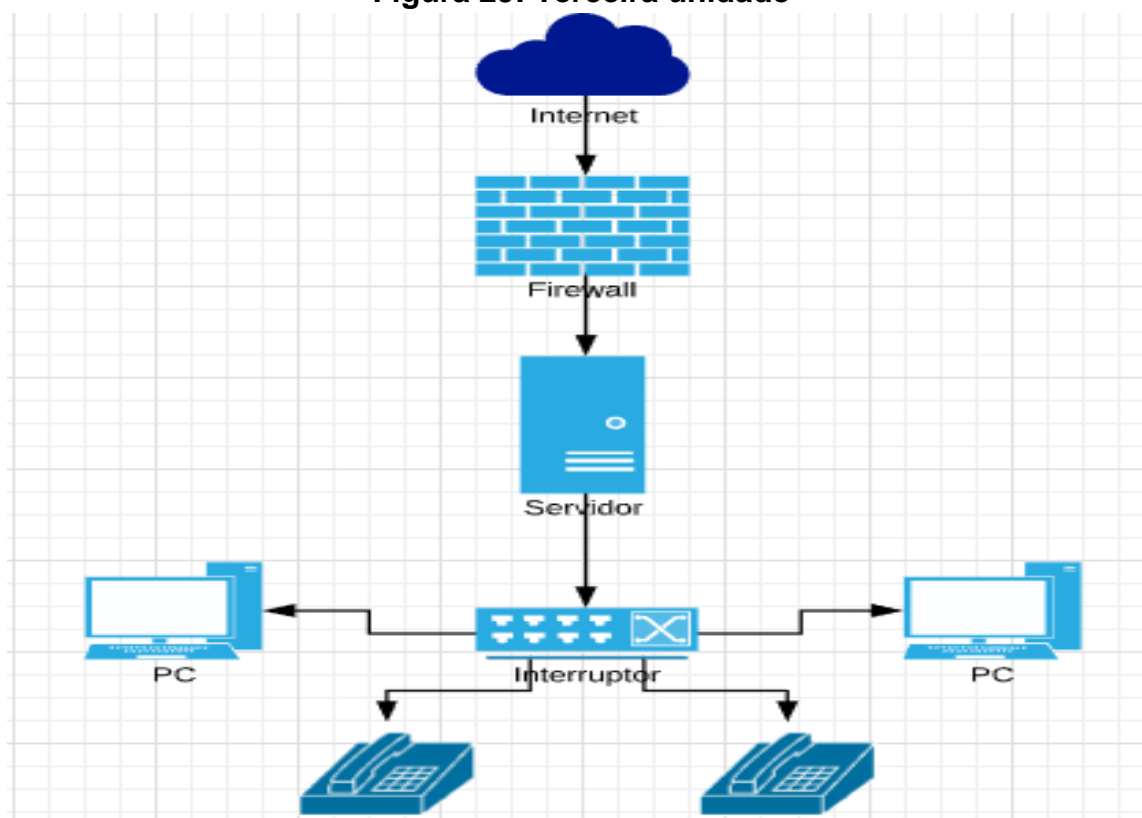 Internet
Firewall
Servidor
PC
Interruptor
PC